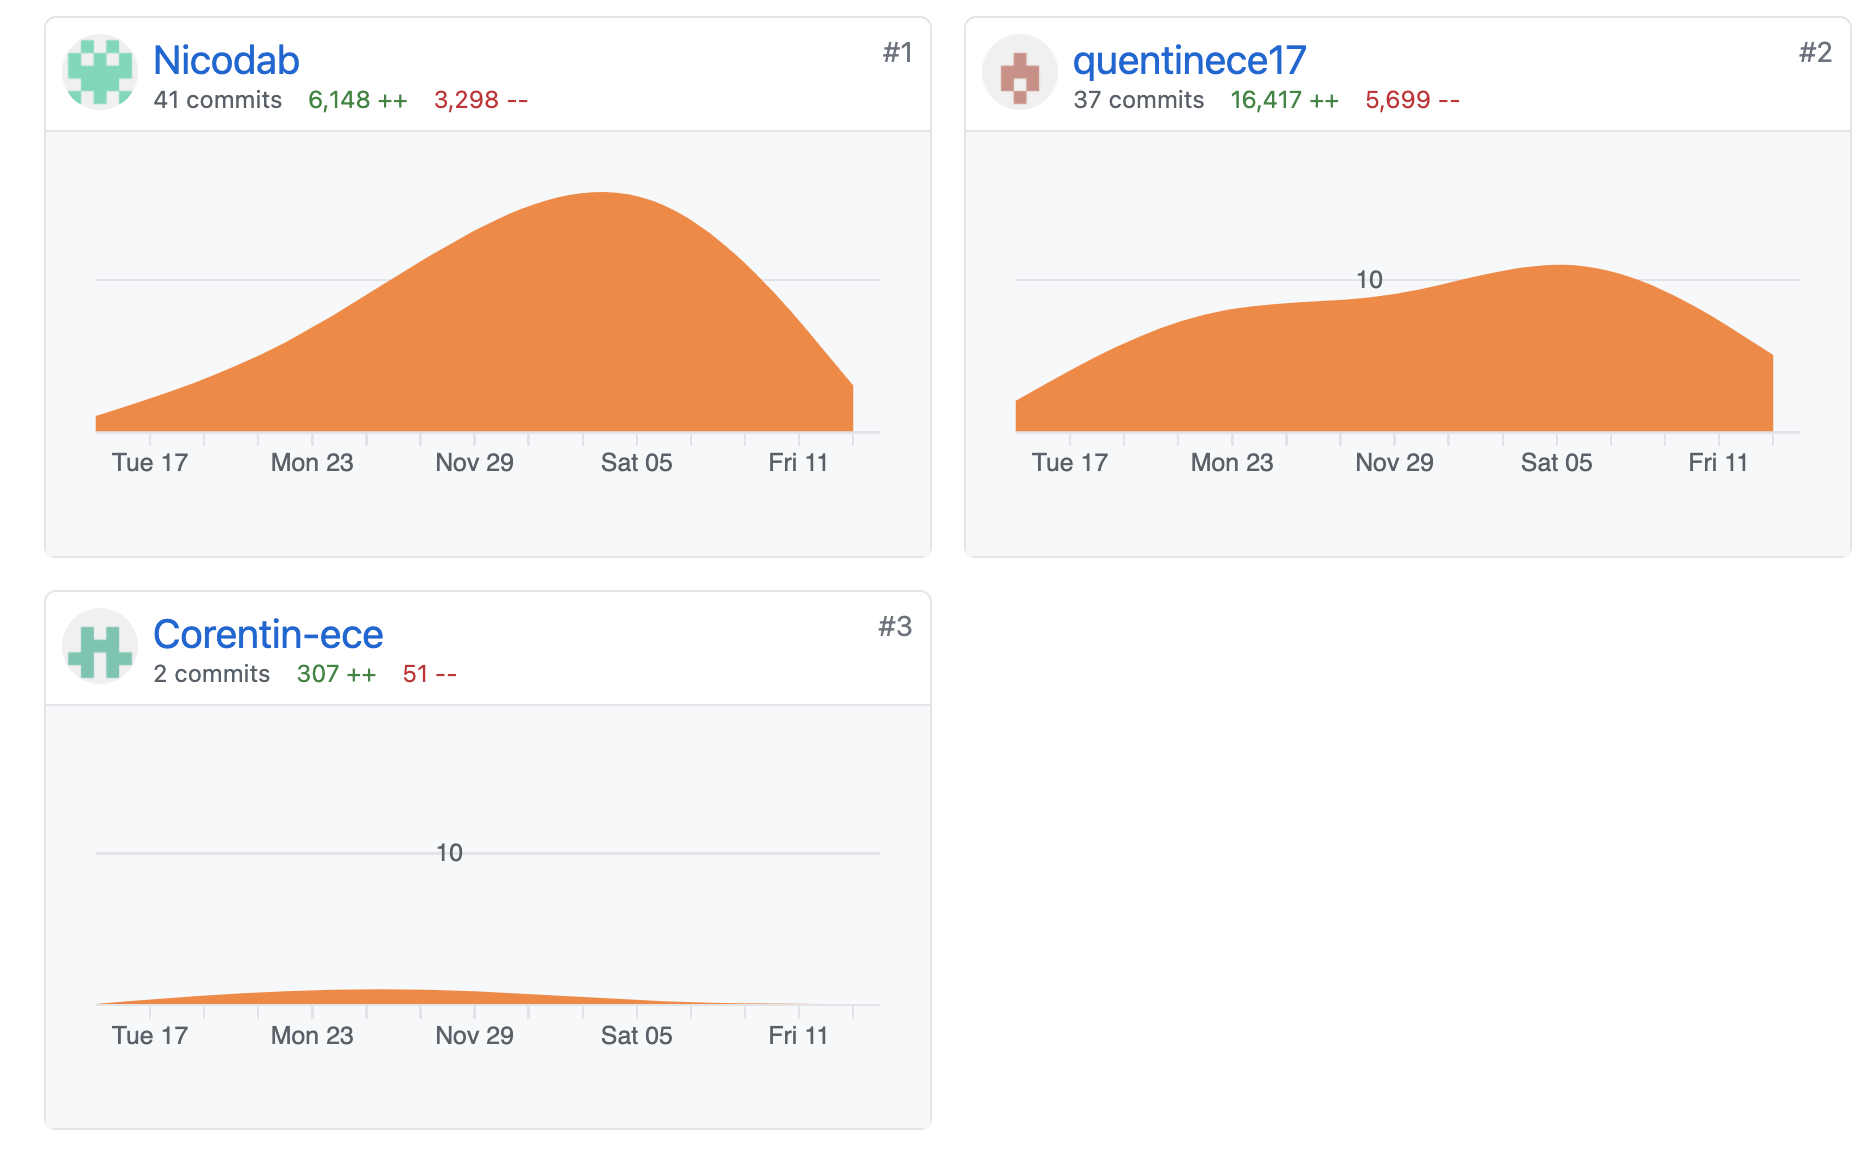 Nicodab
#1
41 commits 6,148 ++ 3,298 --
Tue 17 Mon 23 Nov 29 Sat 05 Fri 11
quentinece17
#2
37 commits 16,417 ++ 5,699 --
10
Tue 17 Mon 23 Nov 29 Sat 05 Fri 11
Corentin-ece
#3
2 commits 307 ++ 51 --
10
Tue 17 Mon 23 Nov 29 Sat 05 Fri 11